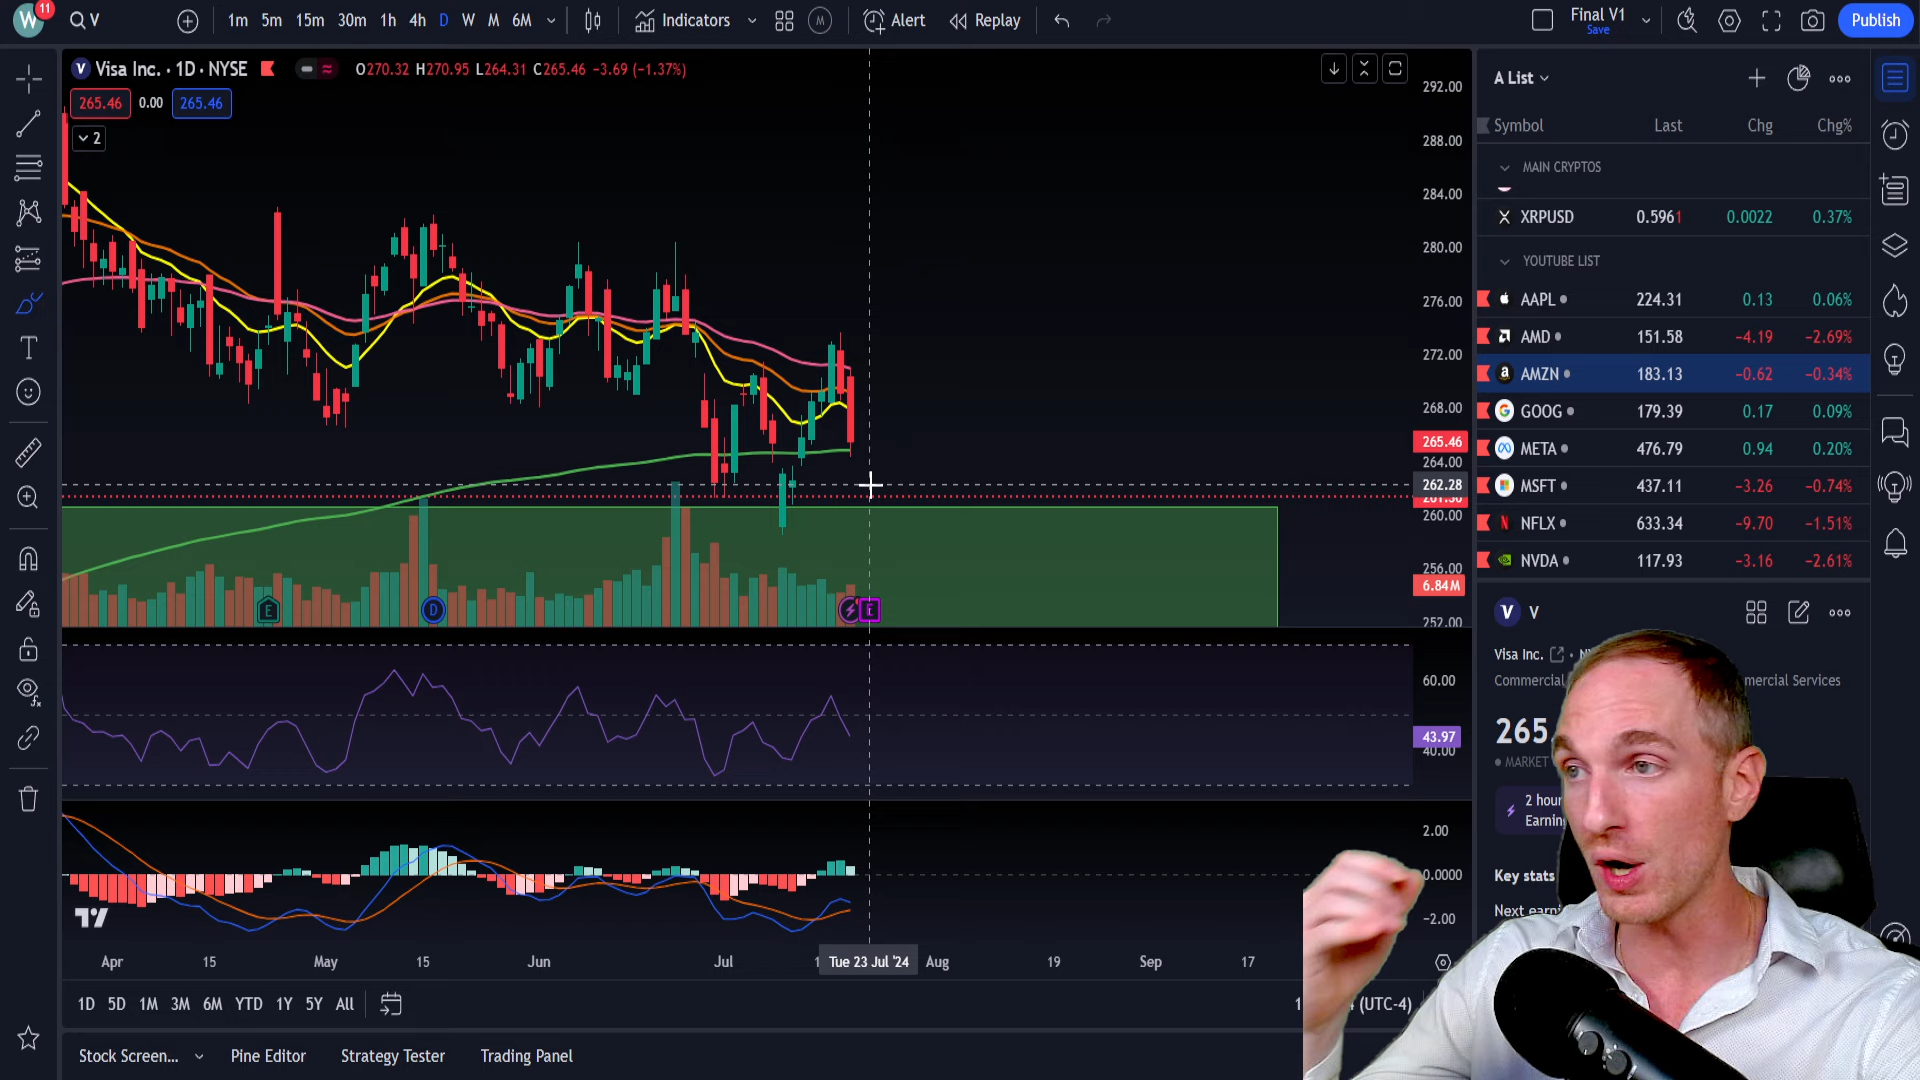 W 11 V 1m 5m 15m 30m 1h 4h D W M 6M Indicators M Alert Replay Final V1 Save Publish
V Visa Inc. · 1D · NYSE O270.32 H270.95 L264.31 C265.46 −3.69 (−1.37%)
265.46 0.00 265.46
2
292.00
288.00
284.00
280.00
276.00
272.00
268.00
265.46
264.00
262.28
260.00
256.00
6.84M
252.00
E D E
60.00
43.97
40.00
2.00
0.0000
−2.00
Apr 15 May 15 Jun Jul Tue 23 Jul '24 Aug 19 Sep 17
1D 5D 1M 3M 6M YTD 1Y 5Y All (UTC-4)
Stock Screen... Pine Editor Strategy Tester Trading Panel
A List
Symbol Last Chg Chg%
MAIN CRYPTOS
XRPUSD 0.5961 0.0022 0.37%
YOUTUBE LIST
AAPL 224.31 0.13 0.06%
AMD 151.58 −4.19 −2.69%
AMZN 183.13 −0.62 −0.34%
GOOG 179.39 0.17 0.09%
META 476.79 0.94 0.20%
MSFT 437.11 −3.26 −0.74%
NFLX 633.34 −9.70 −1.51%
NVDA 117.93 −3.16 −2.61%
V V
Visa Inc.
Commercial mercial Services
265.
MARKET
2 hour
Earnin
Key stats
Next earni